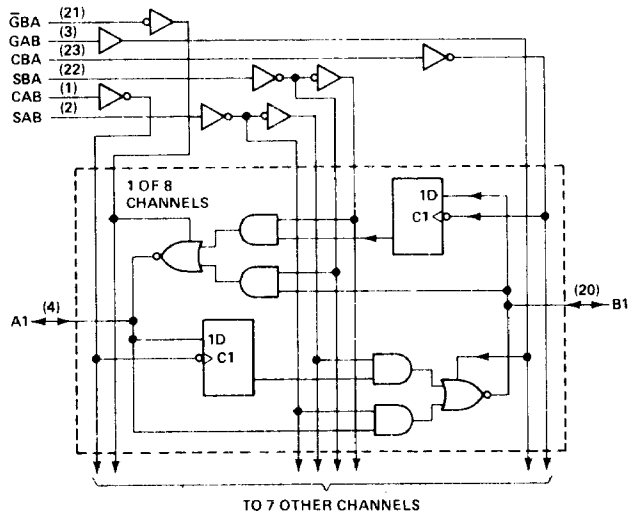 G̅BA (21)
GAB (3)
CBA (23)
SBA (22)
CAB (1)
SAB (2)
1 OF 8
CHANNELS
1D
C1
A1 (4)
(20) B1
1D
C1
TO 7 OTHER CHANNELS